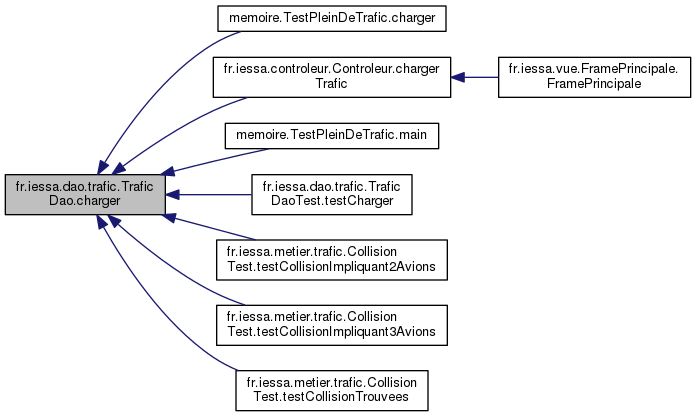 memoire.TestPleinDeTrafic.charger
fr.iessa.controleur.Controleur.charger
Trafic
fr.iessa.vue.FramePrincipale.
FramePrincipale
memoire.TestPleinDeTrafic.main
fr.iessa.dao.trafic.Trafic
Dao.charger
fr.iessa.dao.trafic.Trafic
DaoTest.testCharger
fr.iessa.metier.trafic.Collision
Test.testCollisionImpliquant2Avions
fr.iessa.metier.trafic.Collision
Test.testCollisionImpliquant3Avions
fr.iessa.metier.trafic.Collision
Test.testCollisionTrouvees